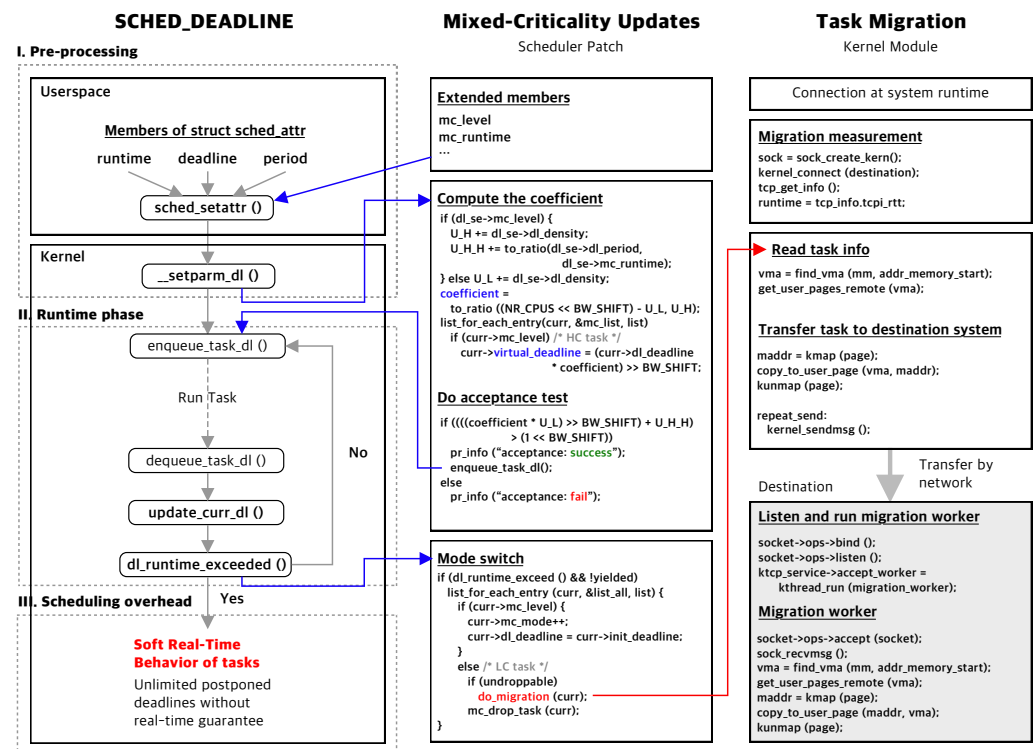 SCHED_DEADLINE
I. Pre-processing
Userspace
Members of struct sched_attr
runtime deadline period
sched_setattr ()
Kernel
__setparm_dl ()
II. Runtime phase
enqueue_task_dl ()
Run Task
No
dequeue_task_dl ()
update_curr_dl ()
dl_runtime_exceeded ()
Yes
III. Scheduling overhead
Soft Real-Time
Behavior of tasks
Unlimited postponed
deadlines without
real-time guarantee
Mixed-Criticality Updates
Scheduler Patch
Extended members
mc_level
mc_runtime
...
Compute the coefficient
if (dl_se->mc_level) {
U_H += dl_se->dl_density;
U_H_H += to_ratio(dl_se->dl_period,
dl_se->mc_runtime);
} else U_L += dl_se->dl_density;
coefficient =
to_ratio ((NR_CPUS << BW_SHIFT) - U_L, U_H);
list_for_each_entry(curr, &mc_list, list)
if (curr->mc_level) /* HC task */
curr->virtual_deadline = (curr->dl_deadline
* coefficient) >> BW_SHIFT;
Do acceptance test
if ((((coefficient * U_L) >> BW_SHIFT) + U_H_H)
> (1 << BW_SHIFT))
pr_info ("acceptance: success");
enqueue_task_dl();
else
pr_info ("acceptance: fail");
Mode switch
if (dl_runtime_exceed () && !yielded)
list_for_each_entry (curr, &list_all, list) {
if (curr->mc_level) {
curr->mc_mode++;
curr->dl_deadline = curr->init_deadline;
}
else /* LC task */
if (undroppable)
do_migration (curr);
mc_drop_task (curr);
}
Task Migration
Kernel Module
Connection at system runtime
Migration measurement
sock = sock_create_kern();
kernel_connect (destination);
tcp_get_info ();
runtime = tcp_info.tcpi_rtt;
Read task info
vma = find_vma (mm, addr_memory_start);
get_user_pages_remote (vma);
Transfer task to destination system
maddr = kmap (page);
copy_to_user_page (vma, maddr);
kunmap (page);
repeat_send:
kernel_sendmsg ();
Transfer by
network
Destination
Listen and run migration worker
socket->ops->bind ();
socket->ops->listen ();
ktcp_service->accept_worker =
kthread_run (migration_worker);
Migration worker
socket->ops->accept (socket);
sock_recvmsg ();
vma = find_vma (mm, addr_memory_start);
get_user_pages_remote (vma);
maddr = kmap (page);
copy_to_user_page (maddr, vma);
kunmap (page);